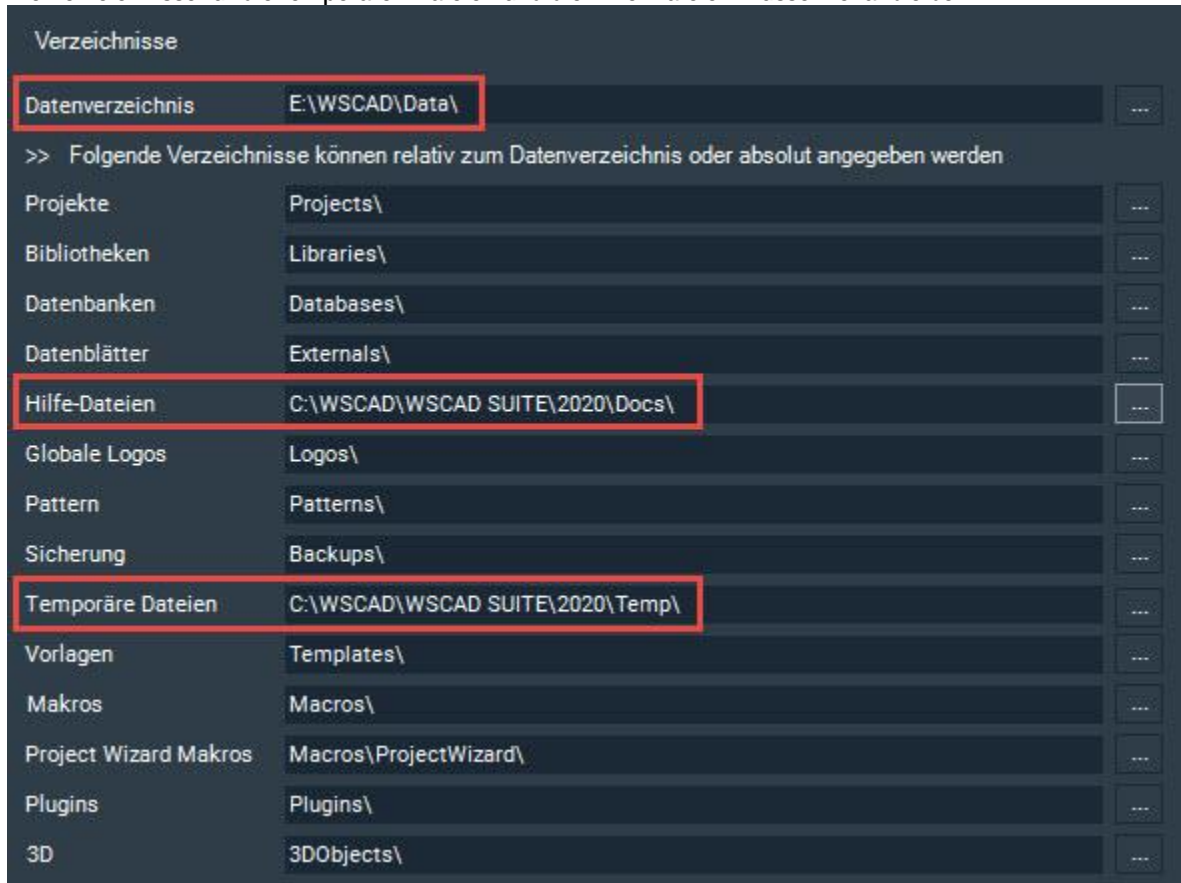 Verzeichnisse
Datenverzeichnis E:\WSCAD\Data\ ...
>> Folgende Verzeichnisse können relativ zum Datenverzeichnis oder absolut angegeben werden
Projekte Projects\ ...
Bibliotheken Libraries\ ...
Datenbanken Databases\ ...
Datenblätter Externals\ ...
Hilfe-Dateien C:\WSCAD\WSCAD SUITE\2020\Docs\ ...
Globale Logos Logos\ ...
Pattern Patterns\ ...
Sicherung Backups\ ...
Temporäre Dateien C:\WSCAD\WSCAD SUITE\2020\Temp\ ...
Vorlagen Templates\ ...
Makros Macros\ ...
Project Wizard Makros Macros\ProjectWizard\ ...
Plugins Plugins\ ...
3D 3DObjects\ ...